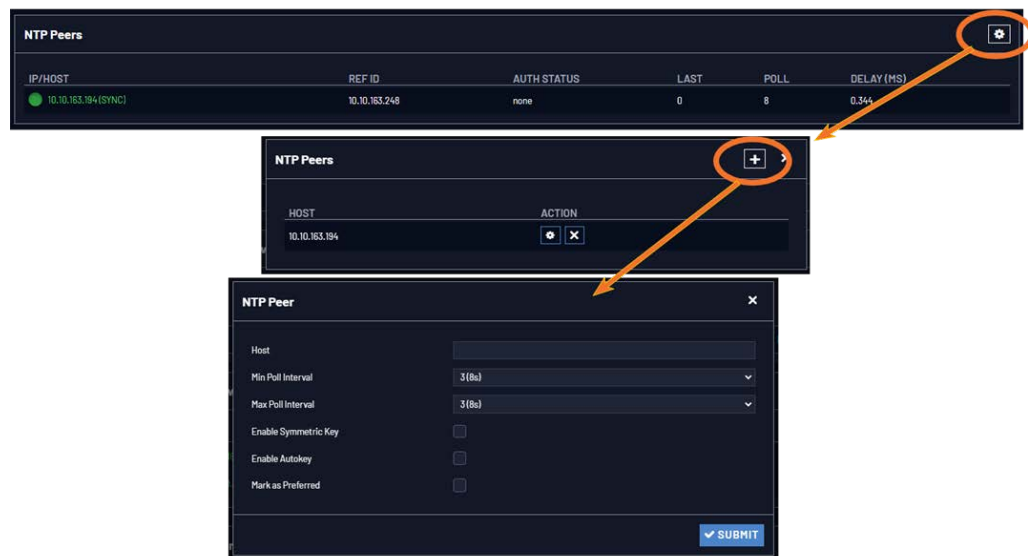 NTP Peers
IP/HOST REF ID AUTH STATUS LAST POLL DELAY (MS)
10.10.163.194 (SYNC) 10.10.163.248 none 0 8 0.344
NTP Peers
HOST ACTION
10.10.163.194
NTP Peer
Host
Min Poll Interval 3 (8s)
Max Poll Interval 3 (8s)
Enable Symmetric Key
Enable Autokey
Mark as Preferred
SUBMIT